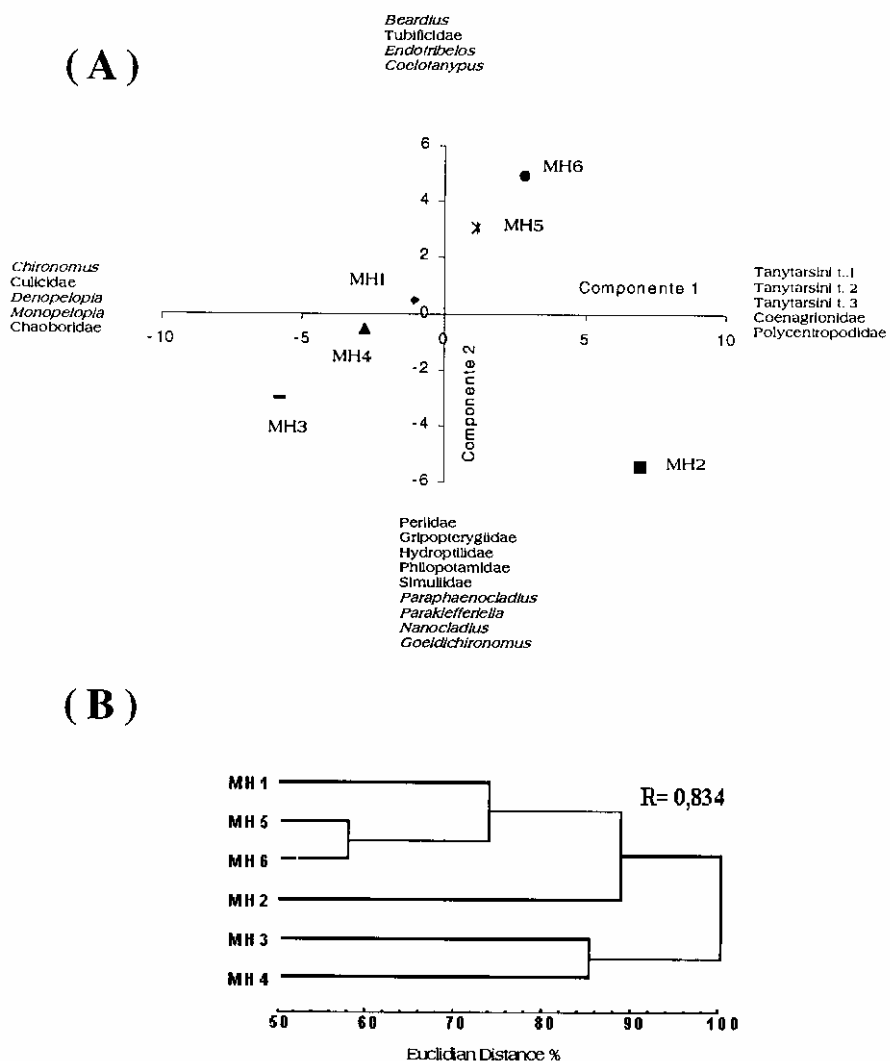 (A)
Beardius
Tubificidae
Endotribelos
Coelotanypus
6
MH6
4
MH5
2
Chironomus
Culicidae
Denopelopia
Monopelopia
Chaoboridae
MH1
Componente 1
Tanytarsini t..1
Tanytarsini t. 2
Tanytarsini t. 3
Coenagrionidae
Polycentropodidae
0
-10
-5
0
5
10
MH4
-2
Componente 2
MH3
-4
MH2
-6
Perlidae
Gripopterygiidae
Hydroptilidae
Philopotamidae
Simuliidae
Paraphaenocladius
Parakiefferiella
Nanocladius
Goeldichironomus
(B)
MH 1
R= 0,834
MH 5
MH 6
MH 2
MH 3
MH 4
50 60 70 80 90 100
Euclidian Distance %